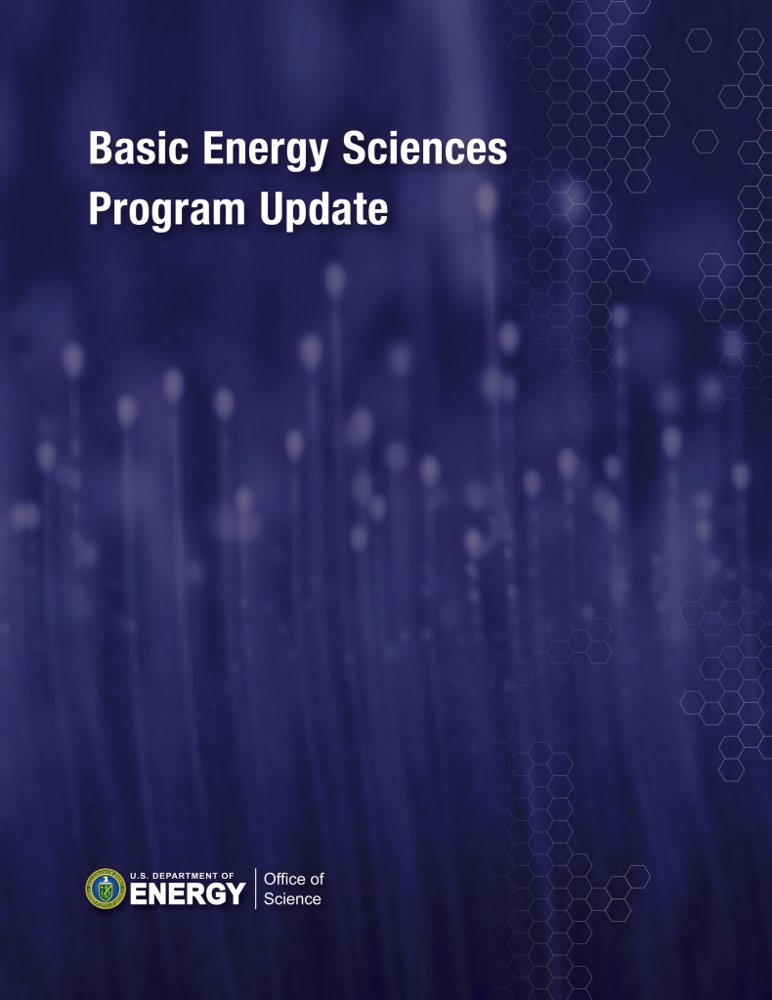 Basic Energy Sciences
Program Update
U.S. DEPARTMENT OF
ENERGY
Office of
Science